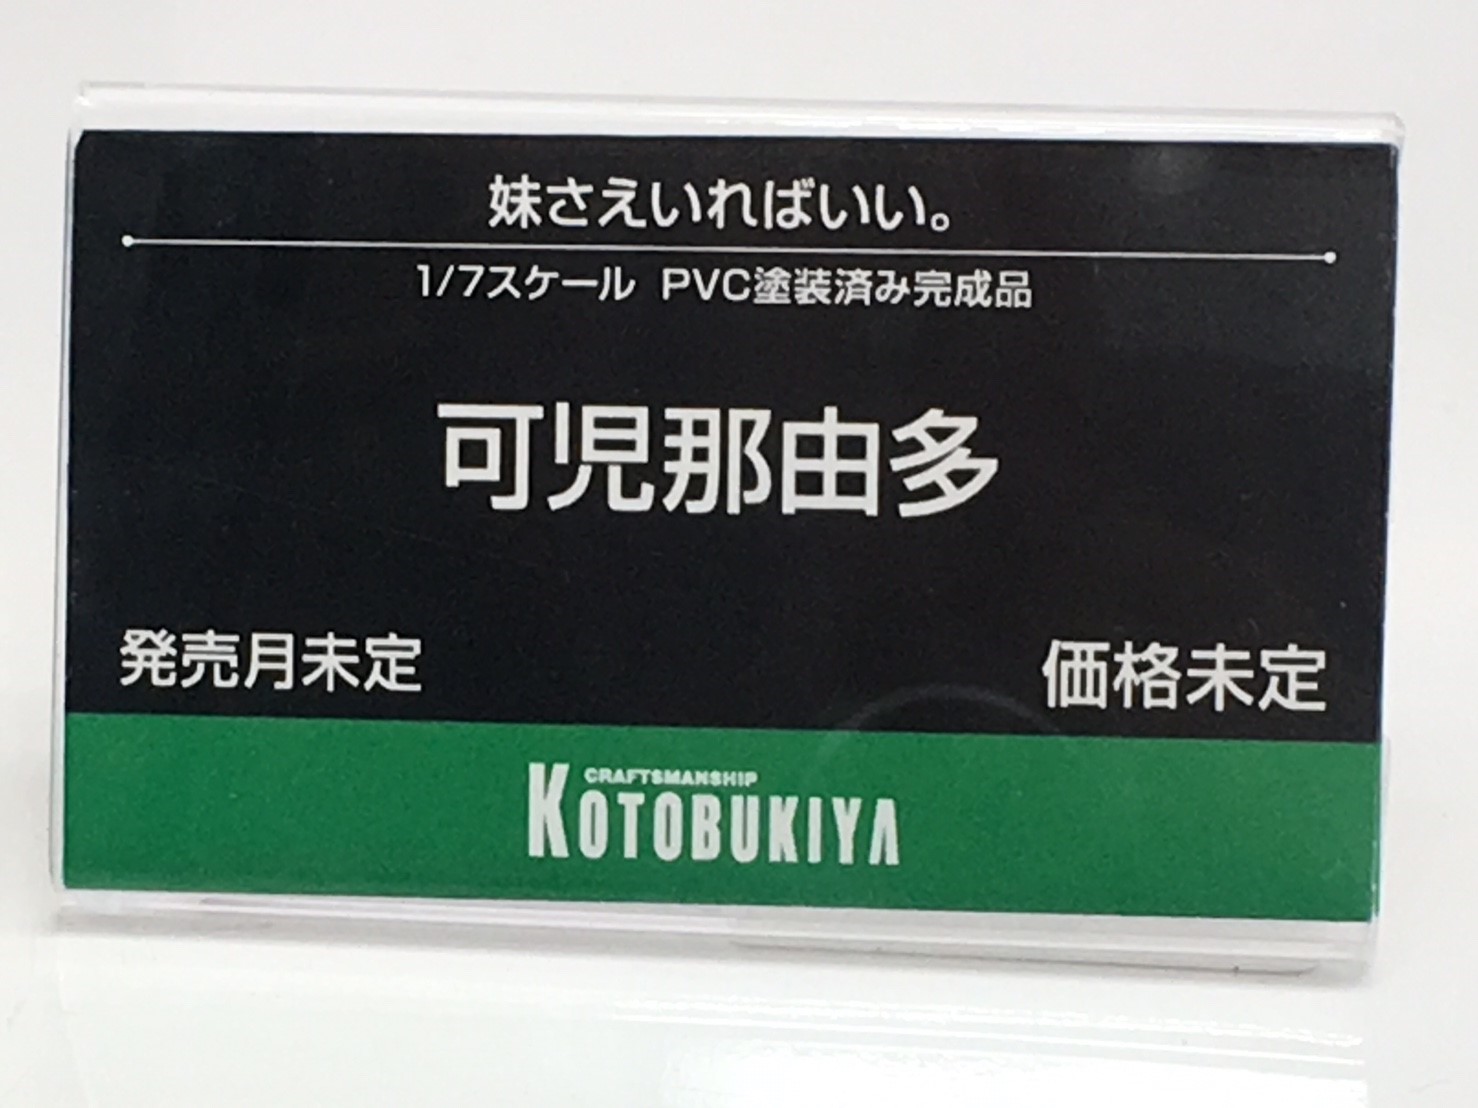 妹さえいればいい。
1/7スケール PVC塗装済み完成品
可児那由多
発売月未定
価格未定
CRAFTSMANSHIP
KOTOBUKIYA